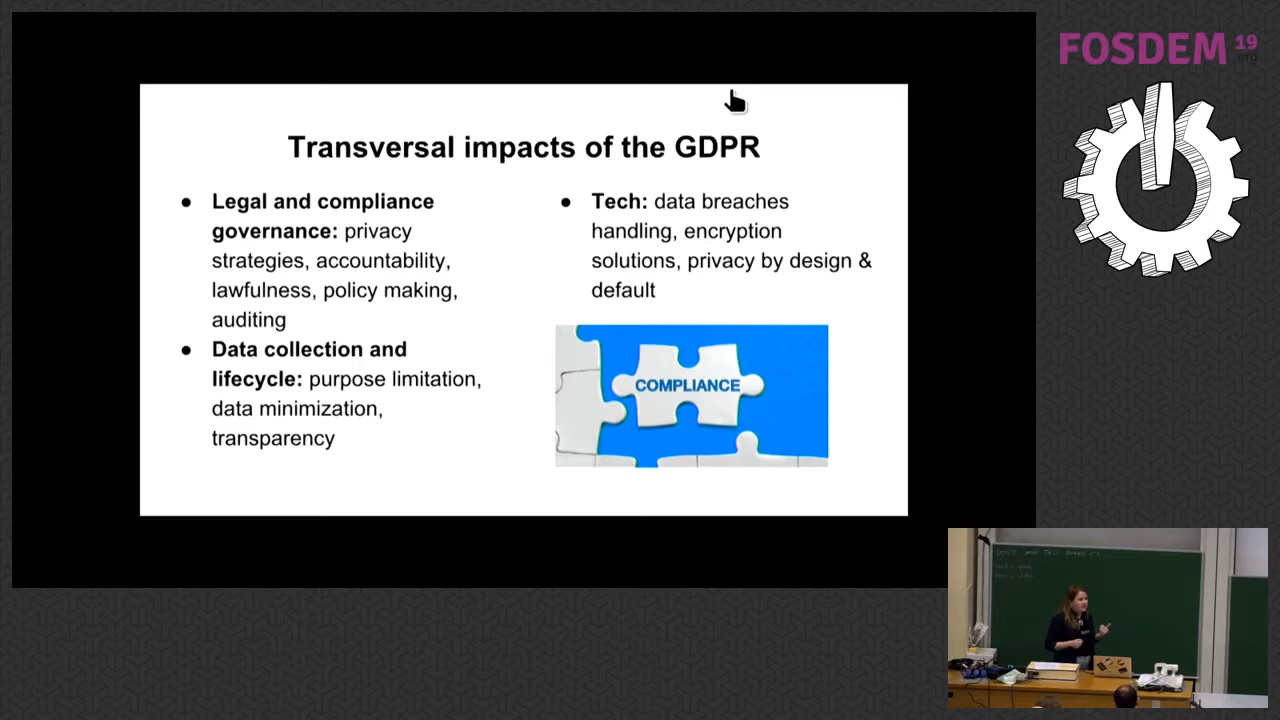 FOSDEM 19
.org
Transversal impacts of the GDPR
● Legal and compliance
governance: privacy
strategies, accountability,
lawfulness, policy making,
auditing
● Data collection and
lifecycle: purpose limitation,
data minimization,
transparency
● Tech: data breaches
handling, encryption
solutions, privacy by design &
default
COMPLIANCE